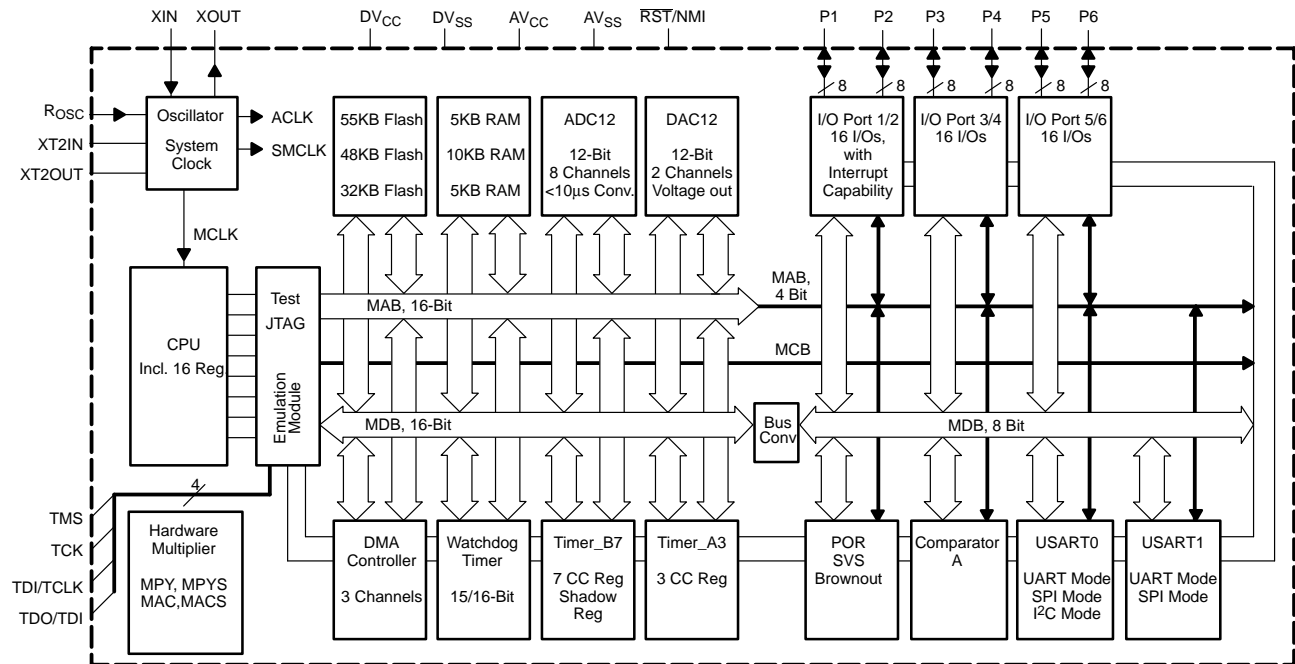 XIN XOUT DVCC DVSS AVCC AVSS RST/NMI P1 P2 P3 P4 P5 P6
8 8 8 8 8 8
ROSC
XT2IN
XT2OUT
Oscillator
System
Clock
ACLK
SMCLK
55KB Flash
48KB Flash
32KB Flash
5KB RAM
10KB RAM
5KB RAM
ADC12
12-Bit
8 Channels
<10µs Conv.
DAC12
12-Bit
2 Channels
Voltage out
I/O Port 1/2
16 I/Os,
with
Interrupt
Capability
I/O Port 3/4
16 I/Os
I/O Port 5/6
16 I/Os
MCLK
CPU
Incl. 16 Reg.
Test
JTAG
Emulation
Module
MAB, 16-Bit
MAB,
4 Bit
MCB
MDB, 16-Bit
Bus
Conv
MDB, 8 Bit
4
TMS
TCK
TDI/TCLK
TDO/TDI
Hardware
Multiplier
MPY, MPYS
MAC,MACS
DMA
Controller
3 Channels
Watchdog
Timer
15/16-Bit
Timer_B7
7 CC Reg
Shadow
Reg
Timer_A3
3 CC Reg
POR
SVS
Brownout
Comparator
A
USART0
UART Mode
SPI Mode
I2C Mode
USART1
UART Mode
SPI Mode